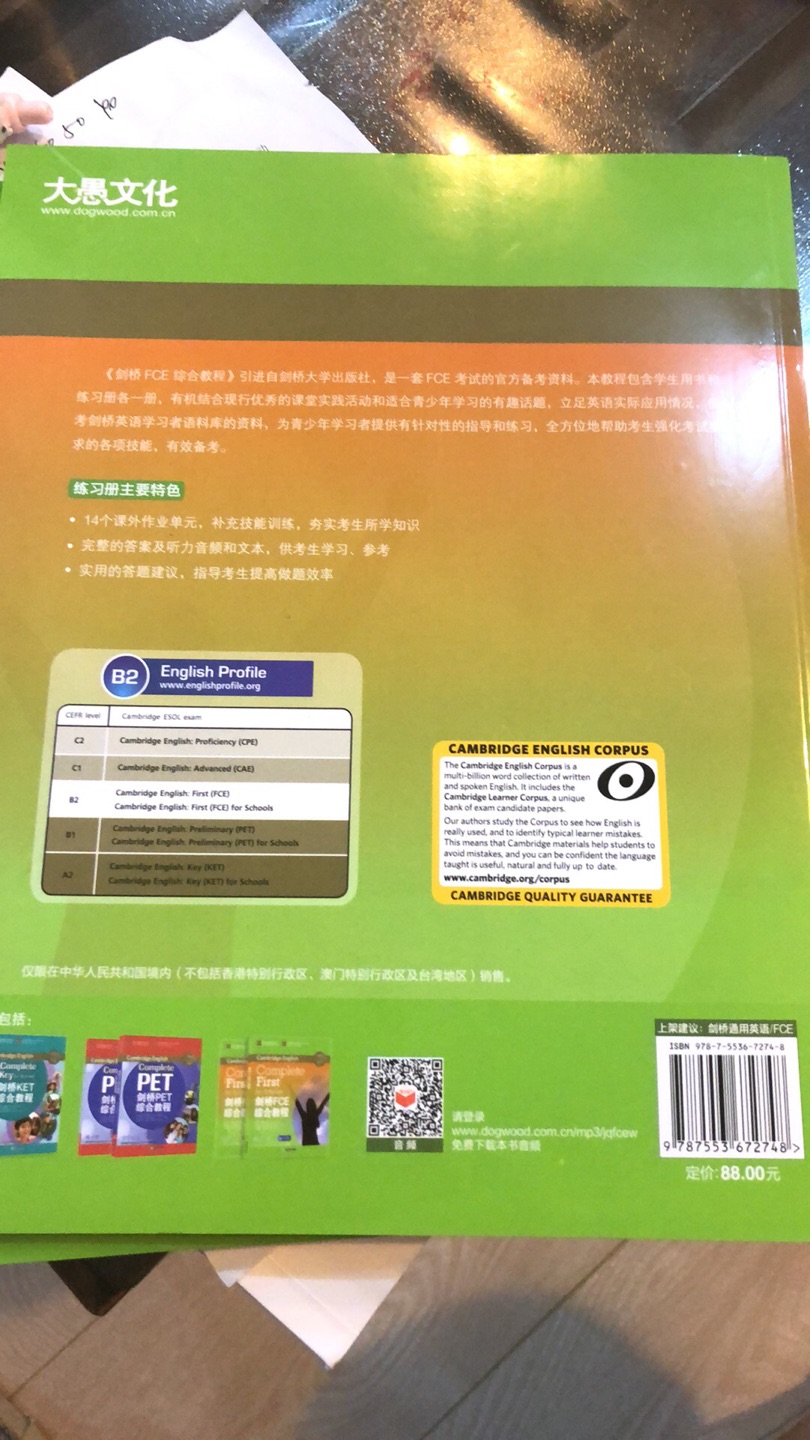 50 bo
大愚文化
www.dogwood.com.cn
《剑桥 FCE 综合教程》引进自剑桥大学出版社，是一套 FCE 考试的官方备考资料。本教程包含学生用书
练习册各一册，有机结合现行优秀的课堂实践活动和适合青少年学习的有趣话题，立足英语实际应用情况，
考剑桥英语学习者语料库的资料、为青少年学习者提供有针对性的指导和练习，全方位地帮助考生强化考试
求的各项技能，有效备考。
练习册主要特色
• 14个课外作业单元，补充技能训练，夯实考生所学知识
• 完整的答案及听力音频和文本，供考生学习、参考
• 实用的答题建议，指导考生提高做题效率
B2 English Profile
www.englishprofile.org
CEFR level Cambridge ESOL exam
C2 Cambridge English: Proficiency (CPE)
C1 Cambridge English: Advanced (CAE)
B2 Cambridge English: First (FCE)
Cambridge English: First (FCE) for Schools
B1 Cambridge English: Preliminary (PET)
Cambridge English: Preliminary (PET) for Schools
A2 Cambridge English: Key (KET)
Cambridge English: Key (KET) for Schools
CAMBRIDGE ENGLISH CORPUS
The Cambridge English Corpus is a
multi-billion word collection of written
and spoken English. It includes the
Cambridge Learner Corpus, a unique
bank of exam candidate papers.
Our authors study the Corpus to see how English is
really used, and to identify typical learner mistakes.
This means that Cambridge materials help students to
avoid mistakes, and you can be confident the language
taught is useful, natural and fully up to date.
www.cambridge.org/corpus
CAMBRIDGE QUALITY GUARANTEE
仅限在中华人民共和国境内（不包括香港特别行政区、澳门特别行政区及台湾地区）销售。
包括：
Complete
Key
剑桥KET
综合教程
Complete
PET
剑桥PET
综合教程
Complete
First
剑桥FCE
综合教程
音频
请登录
www.dogwood.com.cn/mp3/jqfcew
免费下载本书音频
上架建议：剑桥通用英语/FCE
ISBN 978-7-5536-7274-8
9 787553 672748 >
定价:88.00元